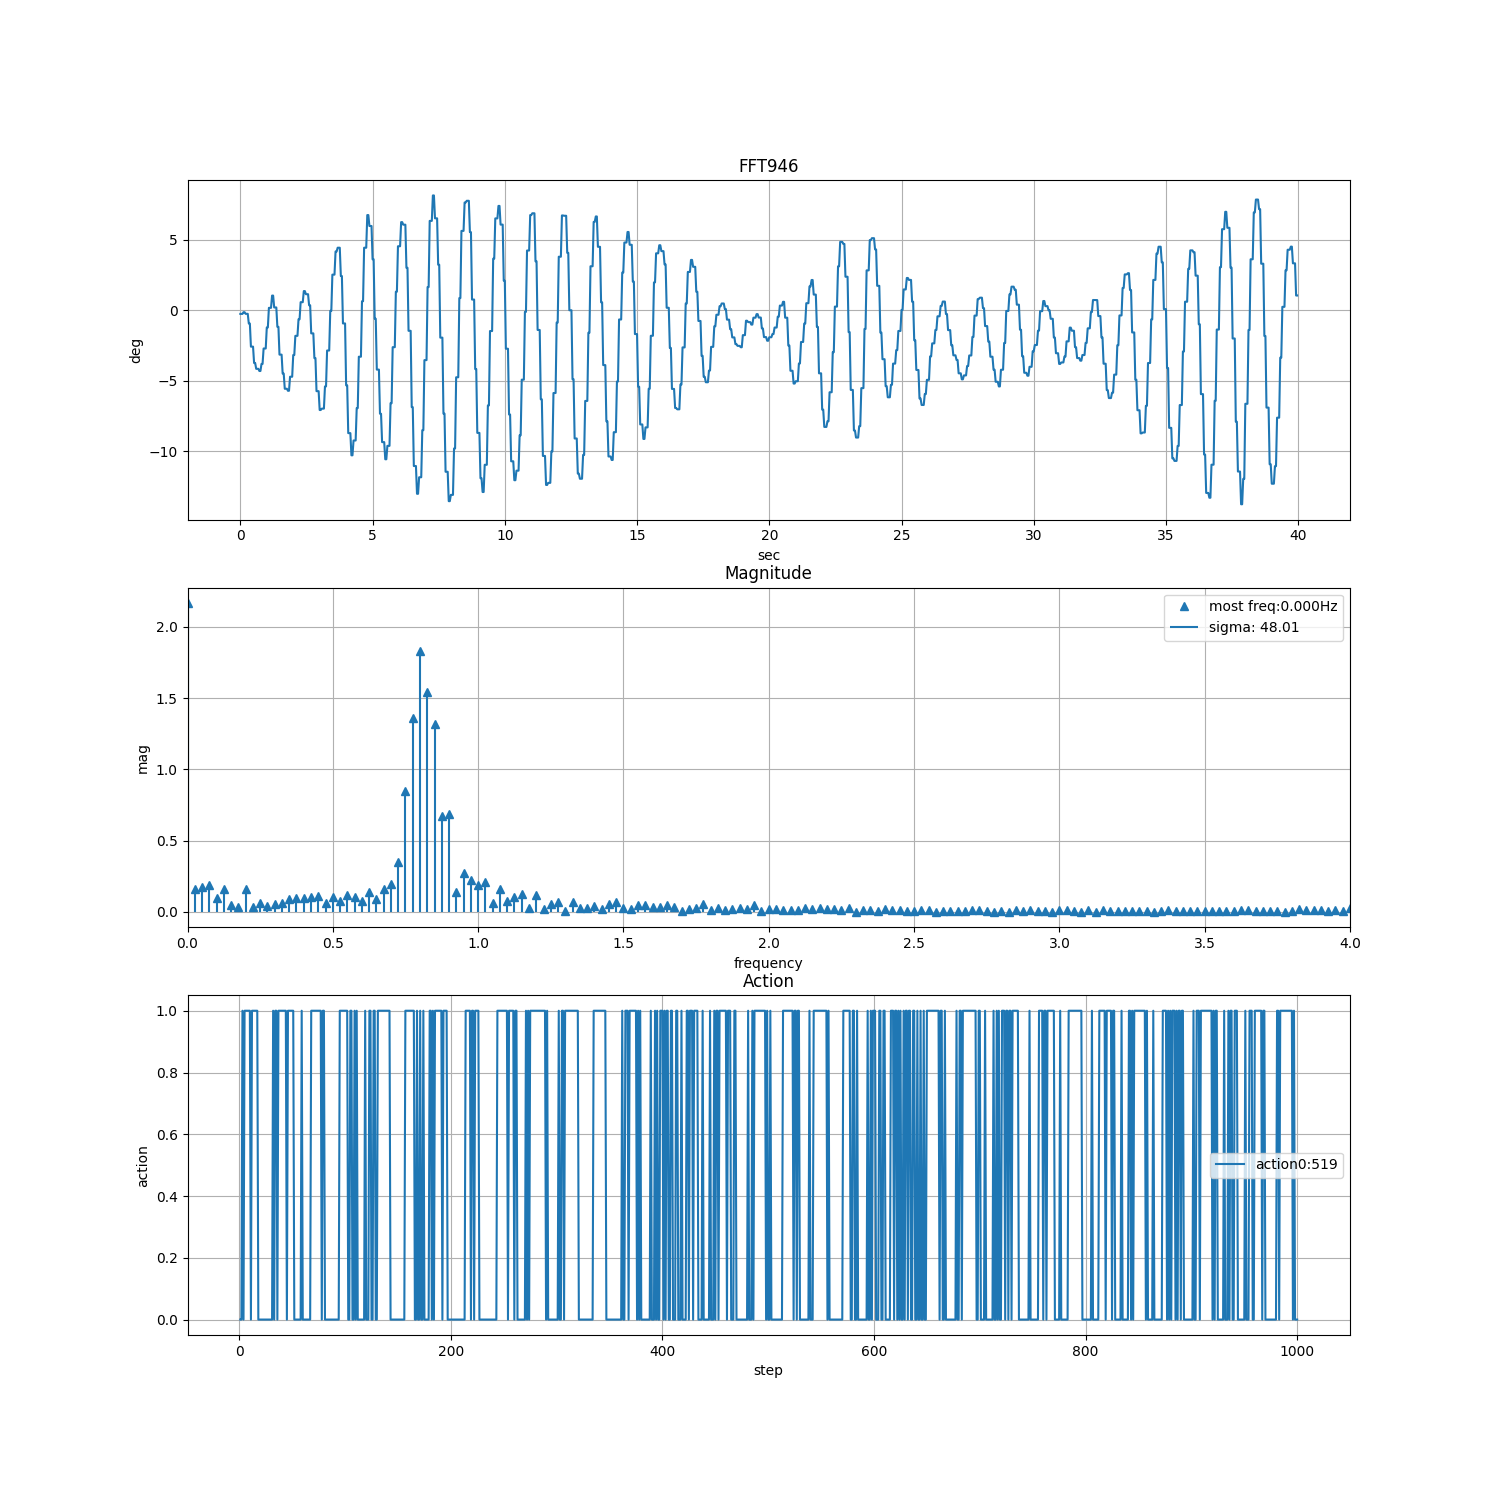 FFT946
5
0
−5
−10
deg
0 5 10 15 20 25 30 35 40
sec
Magnitude
2.0
1.5
1.0
0.5
0.0
mag
most freq:0.000Hz
sigma: 48.01
0.0 0.5 1.0 1.5 2.0 2.5 3.0 3.5 4.0
frequency
Action
1.0
0.8
0.6
0.4
0.2
0.0
action
action0:519
0 200 400 600 800 1000
step